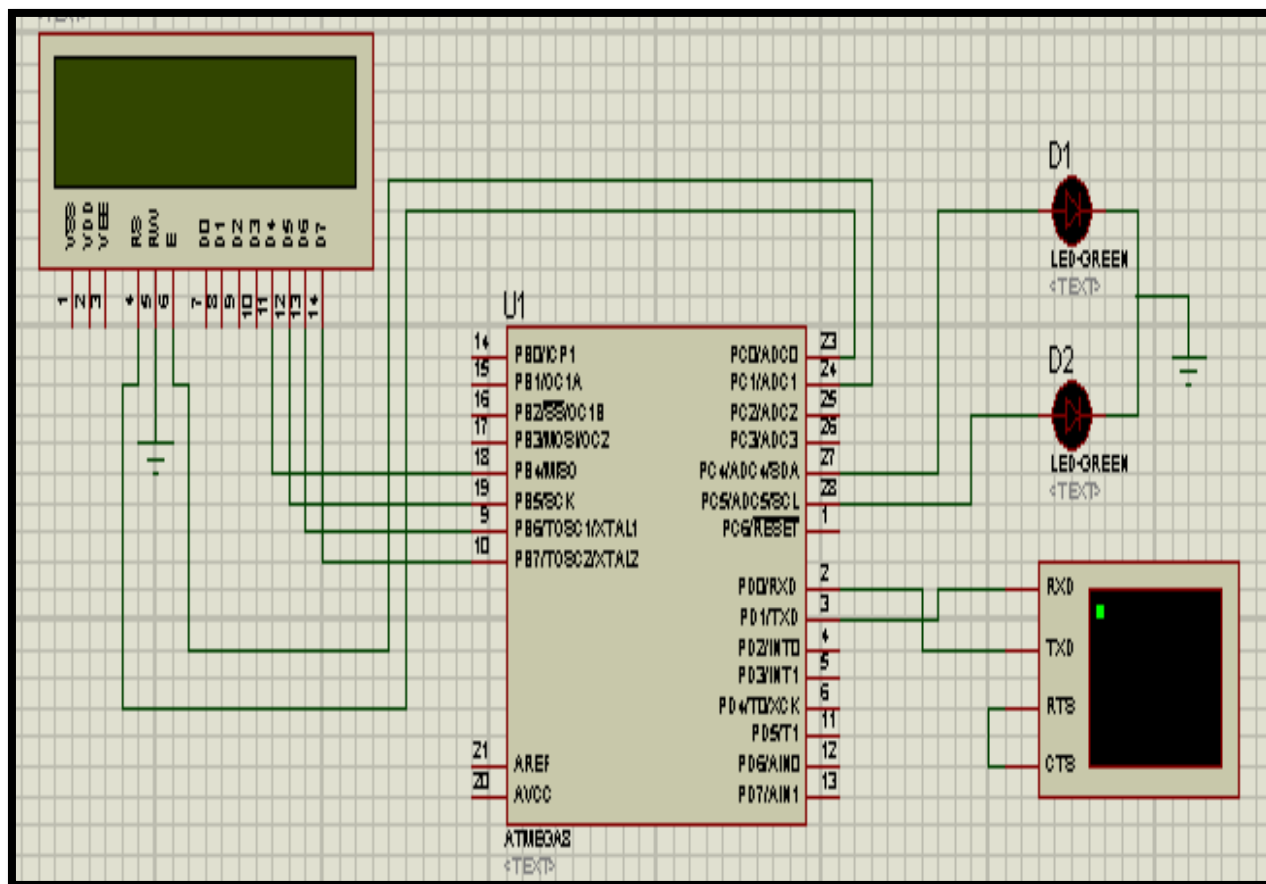 <TEXT>
VSS VDD VEE RS RW E D0 D1 D2 D3 D4 D5 D6 D7
1 2 3 4 5 6 7 8 9 10 11 12 13 14
D1
LED-GREEN
<TEXT>
U1
14 PB0/ICP1 PC0/ADC0 23
15 PB1/OC1A PC1/ADC1 24
16 PB2/SS/OC1B PC2/ADC2 25
17 PB3/MOSI/OC2 PC3/ADC3 26
18 PB4/MISO PC4/ADC4/SDA 27
19 PB5/SCK PC5/ADC5/SCL 28
9 PB6/TOSC1/XTAL1 PC6/RESET 1
10 PB7/TOSC2/XTAL2
PD0/RXD 2
PD1/TXD 3
PD2/INT0 4
PD3/INT1 5
PD4/T0/XCK 6
PD5/T1 11
21 AREF PD6/AIN0 12
20 AVCC PD7/AIN1 13
ATMEGA8
<TEXT>
D2
LED-GREEN
<TEXT>
RXD
TXD
RTS
CTS